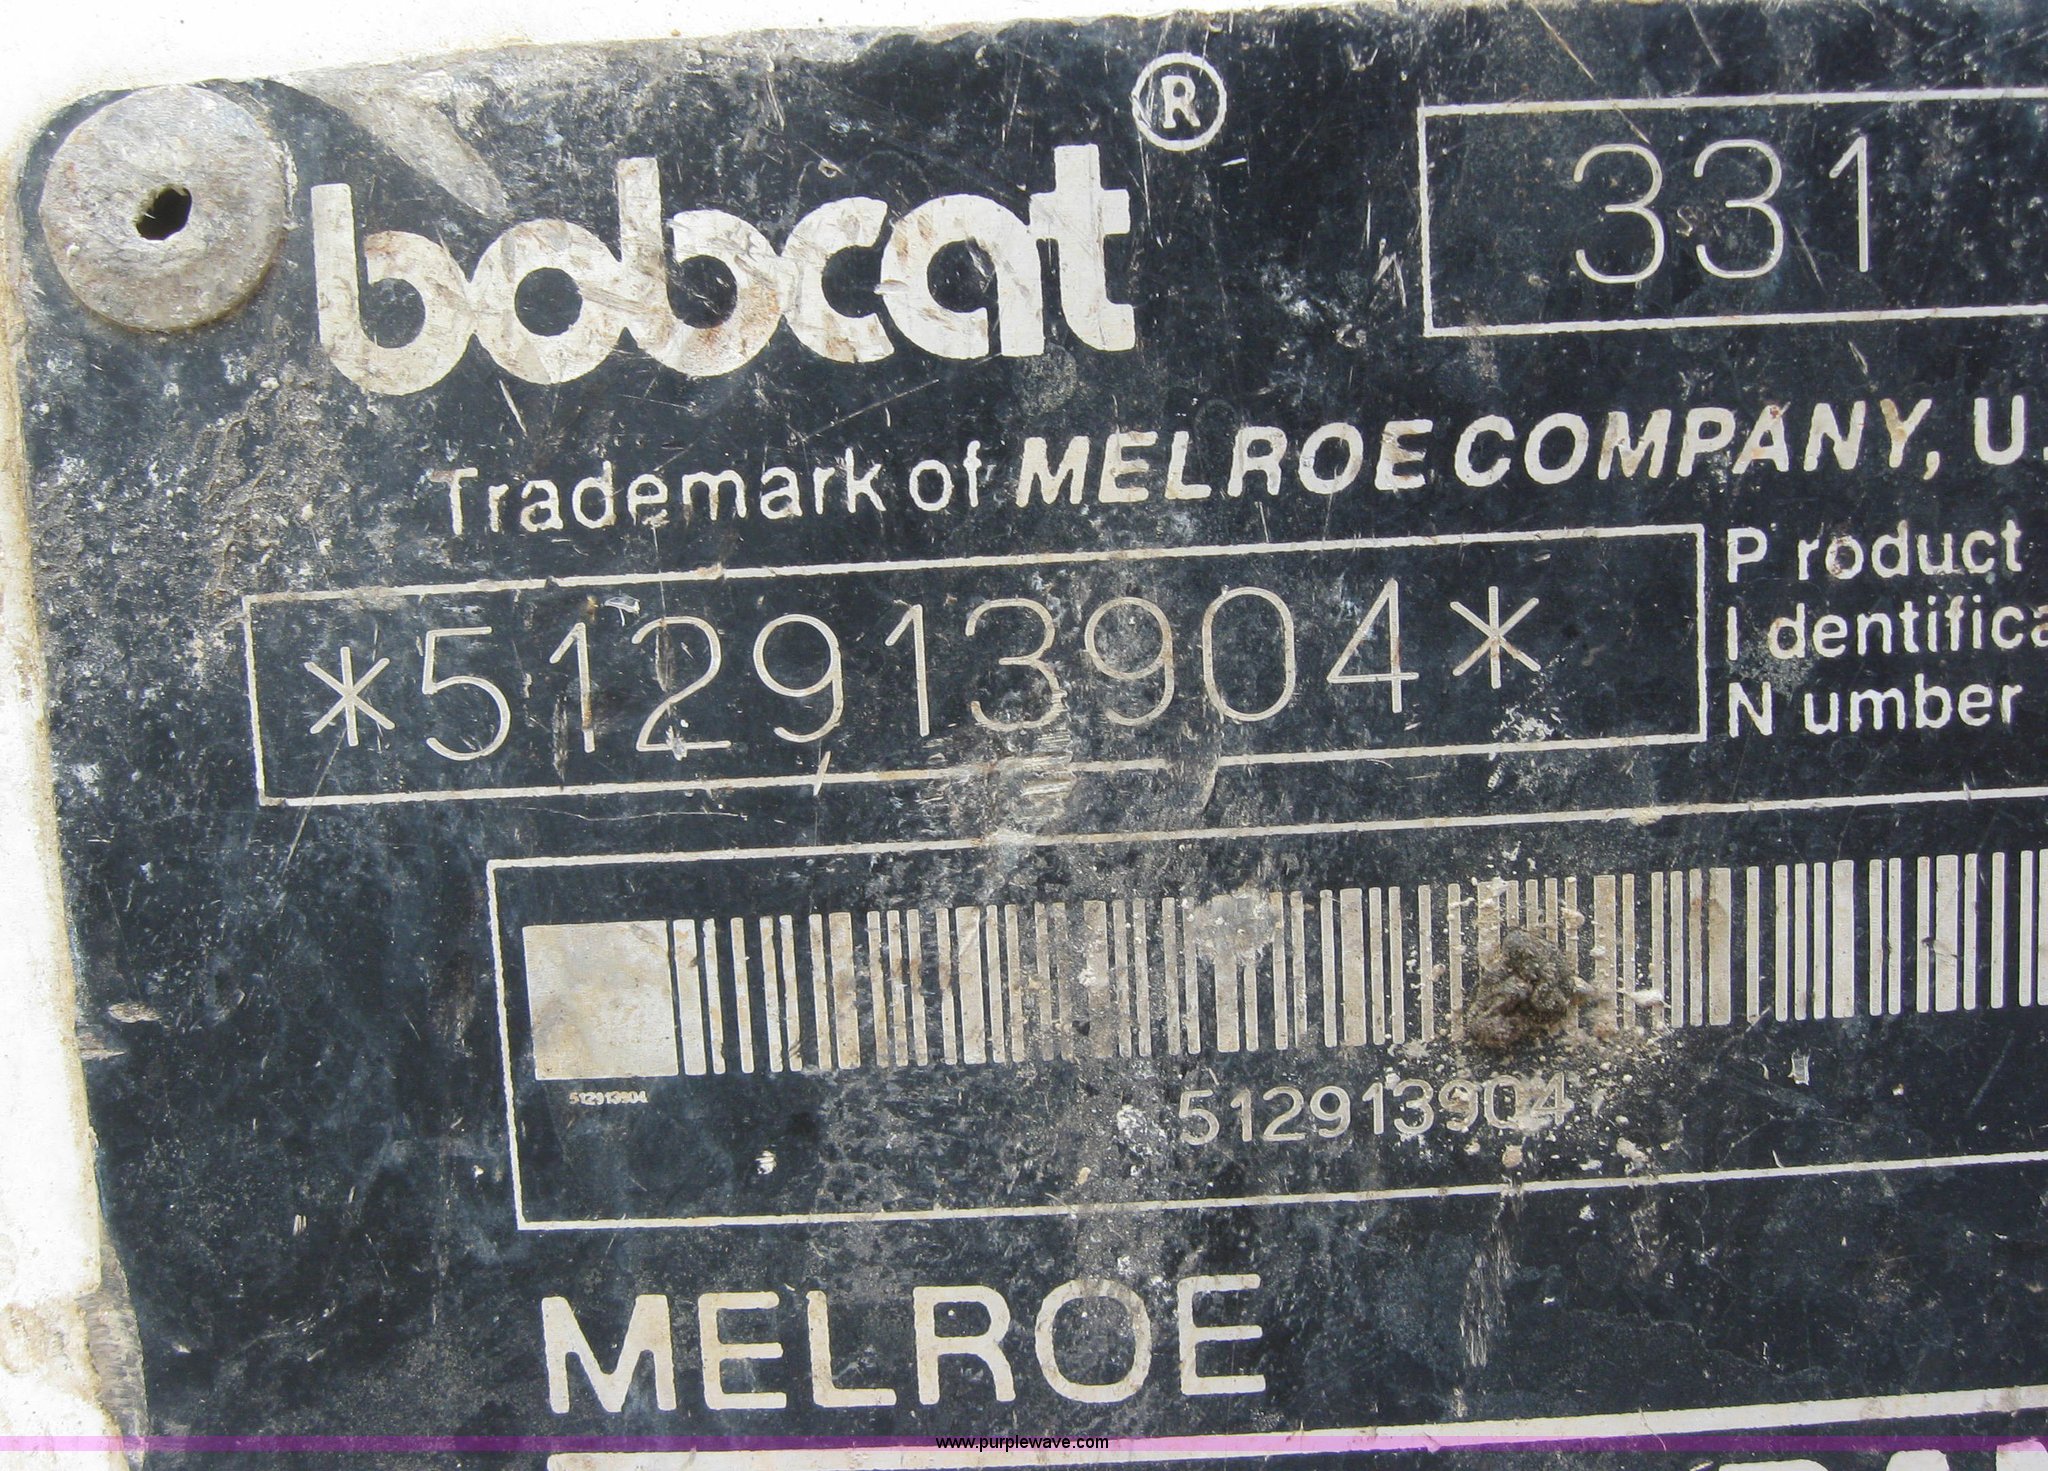 bobcat®
331
Trademark of MELROE COMPANY, U.
*512913904*
P roduct
I dentifica
N umber
512913904
512913904
MELROE
www.purplewave.com